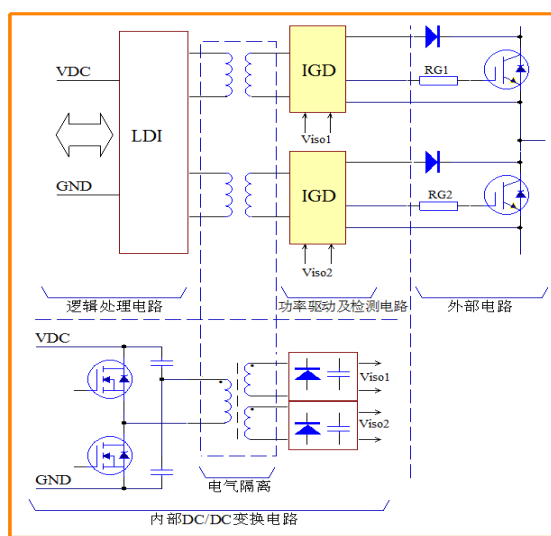 VDC
GND
LDI
IGD
Viso1
IGD
Viso2
RG1
RG2
逻辑处理电路
功率驱动及检测电路
外部电路
VDC
GND
Viso1
Viso2
电气隔离
内部DC/DC变换电路